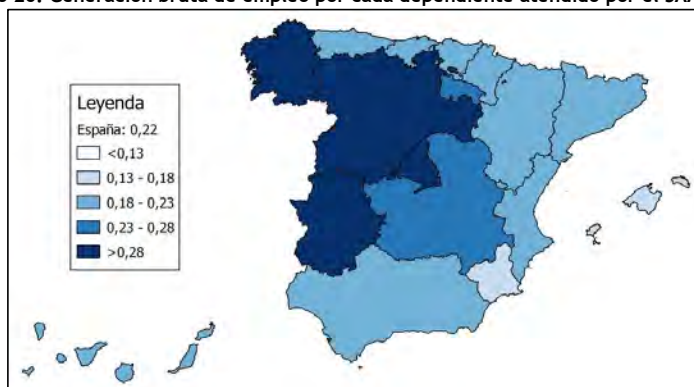 Generación bruta de empleo por cada dependiente atendido por el
Leyenda
España: 0,22
<0,13
0,13 - 0,18
0,18 - 0,23
0,23 - 0,28
>0,28